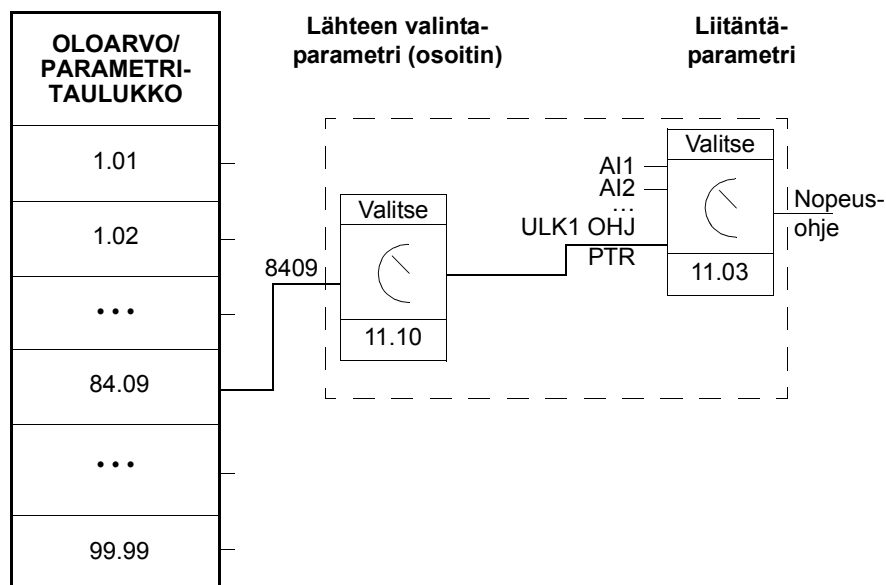 OLOARVO/
PARAMETRI-
TAULUKKO
1.01
1.02
• • •
84.09
• • •
99.99
Lähteen valinta-
parametri (osoitin)
8409
Valitse
11.10
Liitäntä-
parametri
AI1
AI2
…
ULK1 OHJ
PTR
Valitse
11.03
Nopeus-
ohje